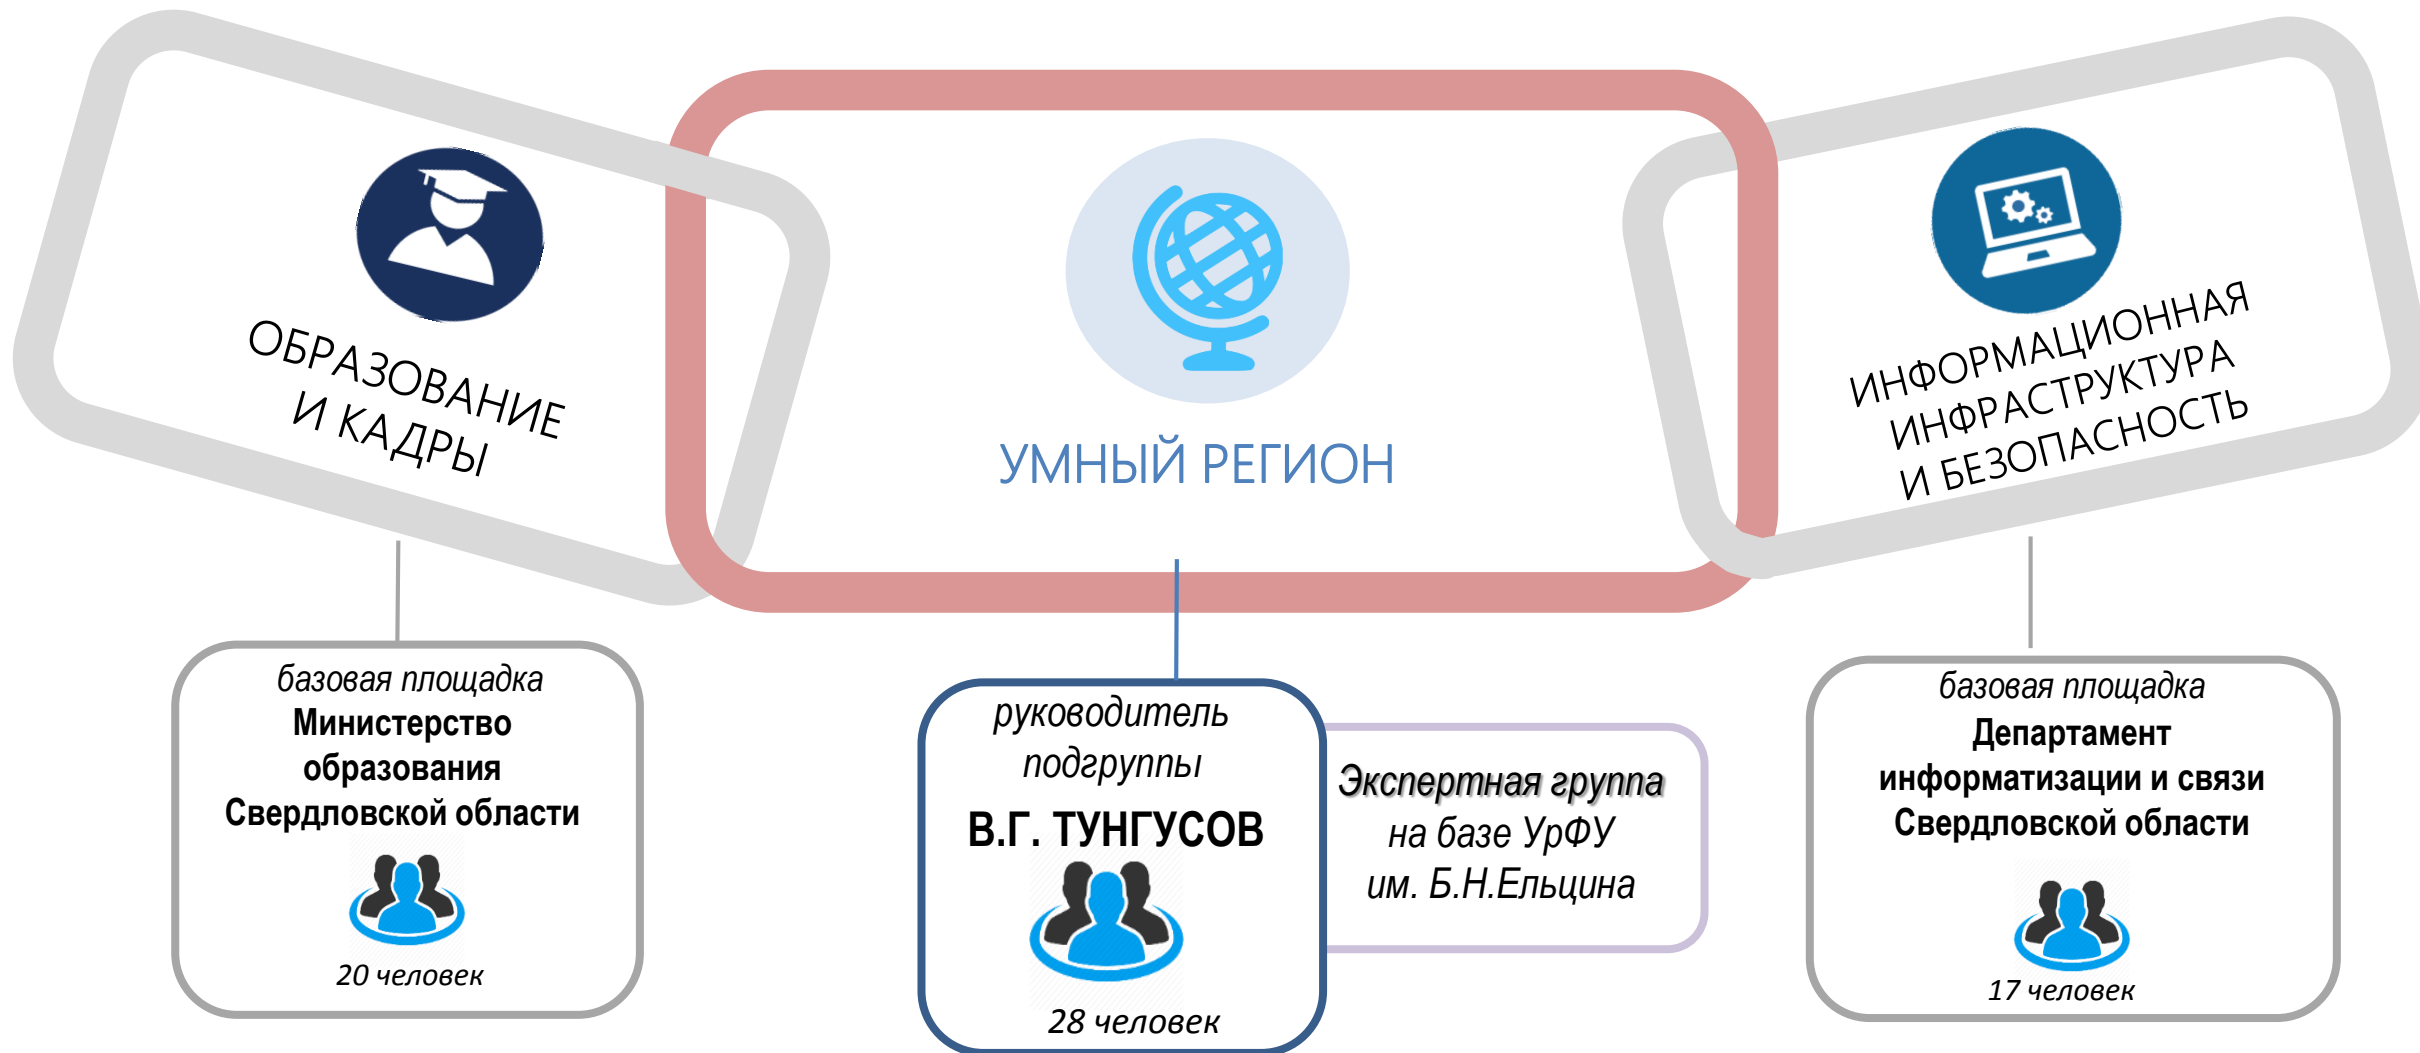 ОБРАЗОВАНИЕ
И КАДРЫ
УМНЫЙ РЕГИОН
ИНФОРМАЦИОННАЯ
ИНФРАСТРУКТУРА
И БЕЗОПАСНОСТЬ
базовая площадка
Министерство
образования
Свердловской области
20 человек
руководитель
подгруппы
В.Г. ТУНГУСОВ
28 человек
Экспертная группа
на базе УрФУ
им. Б.Н.Ельцина
базовая площадка
Департамент
информатизации и связи
Свердловской области
17 человек